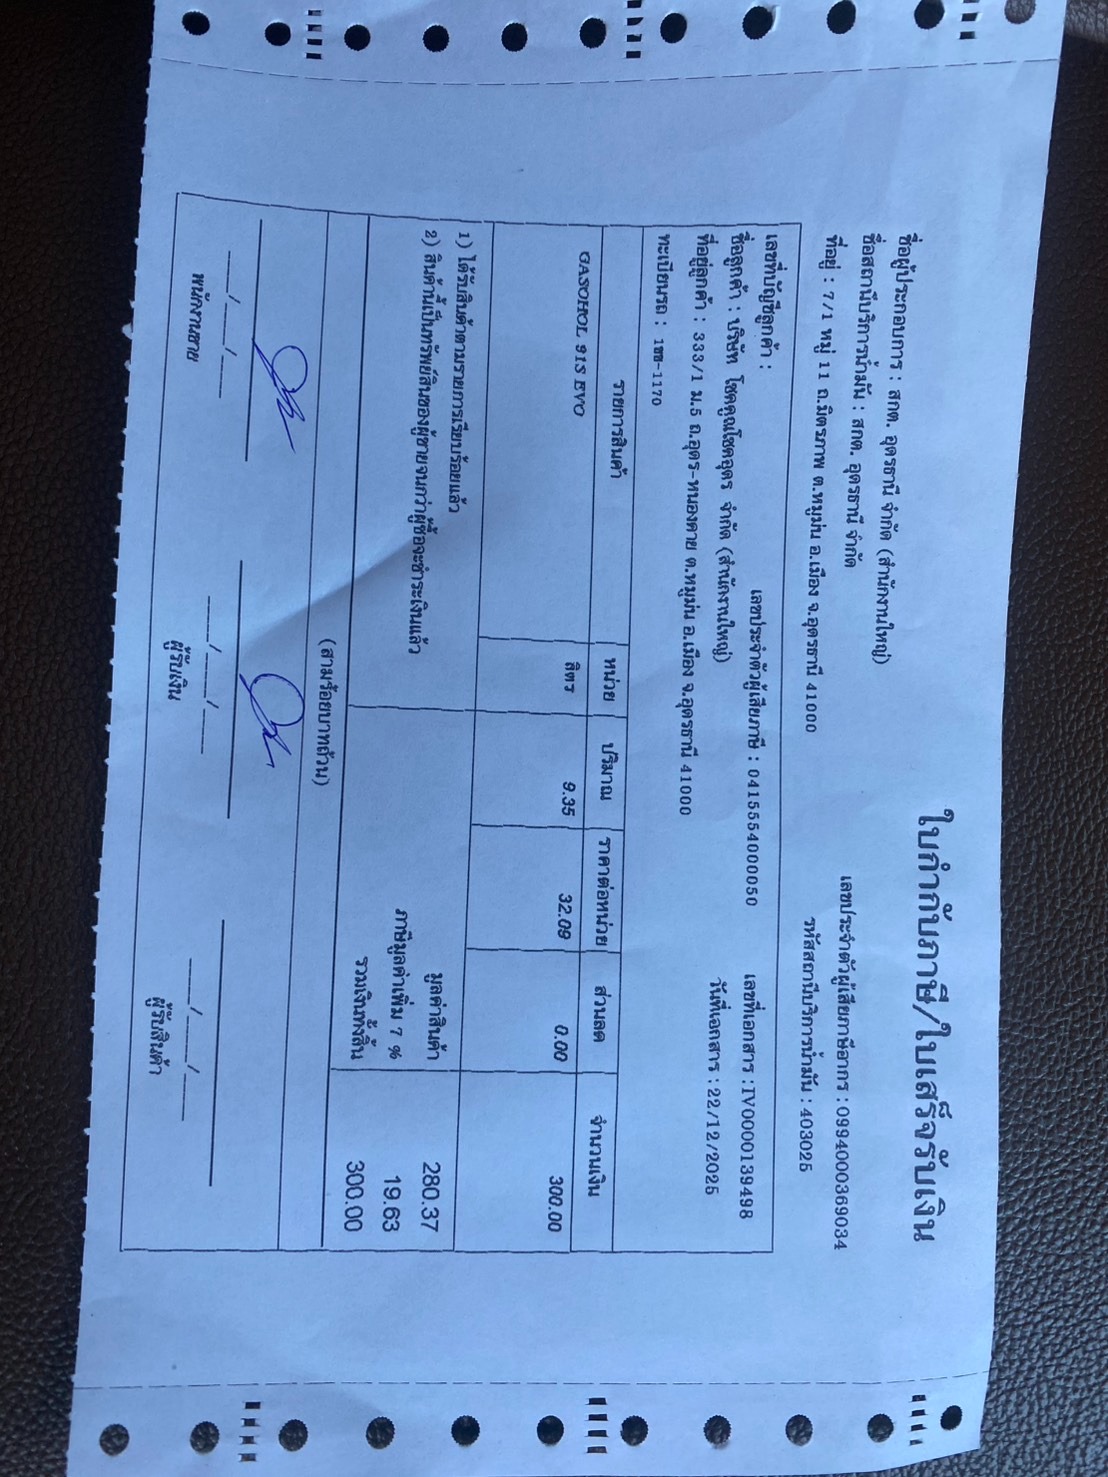 ใบกำกับภาษี/ใบเสร็จรับเงิน
ชื่อผู้ประกอบการ : สกต. อุดรธานี จำกัด (สำนักงานใหญ่)
เลขประจำตัวผู้เสียภาษีอากร : 0994000369034
ชื่อสถานีบริการน้ำมัน : สกต. อุดรธานี จำกัด
รหัสสถานีบริการน้ำมัน : 403025
ที่อยู่ : 7/1 หมู่ 11 ถ.มิตรภาพ ต.หมูม่น อ.เมือง จ.อุดรธานี 41000
เลขที่บัญชีลูกค้า :
เลขประจำตัวผู้เสียภาษี : 0415554000050
เลขที่เอกสาร :IV0000139498
ชื่อลูกค้า : บริษัท โชคคูณโชคอุดร จำกัด (สำนักงานใหญ่)
วันที่เอกสาร : 22/12/2025
ที่อยู่ลูกค้า : 333/1 ม.5 ถ.อุดร-หนองคาย ต.หมูม่น อ.เมือง จ.อุดรธานี 41000
ทะเบียนรถ : 1ขช-1170
รายการสินค้า หน่วย ปริมาณ ราคาต่อหน่วย ส่วนลด จำนวนเงิน
GASOHOL 91S EVO ลิตร 9.35 32.09 0.00 300.00
1) ได้รับสินค้าตามรายการเรียบร้อยแล้ว
2) สินค้านี้เป็นทรัพย์สินของผู้ขายจนกว่าผู้ซื้อจะชำระเงินแล้ว
มูลค่าสินค้า 280.37
ภาษีมูลค่าเพิ่ม 7 % 19.63
รวมเงินทั้งสิ้น 300.00
(สามร้อยบาทถ้วน)
___/___/___ ___/___/___ ___/___/___
พนักงานขาย ผู้รับเงิน ผู้รับสินค้า